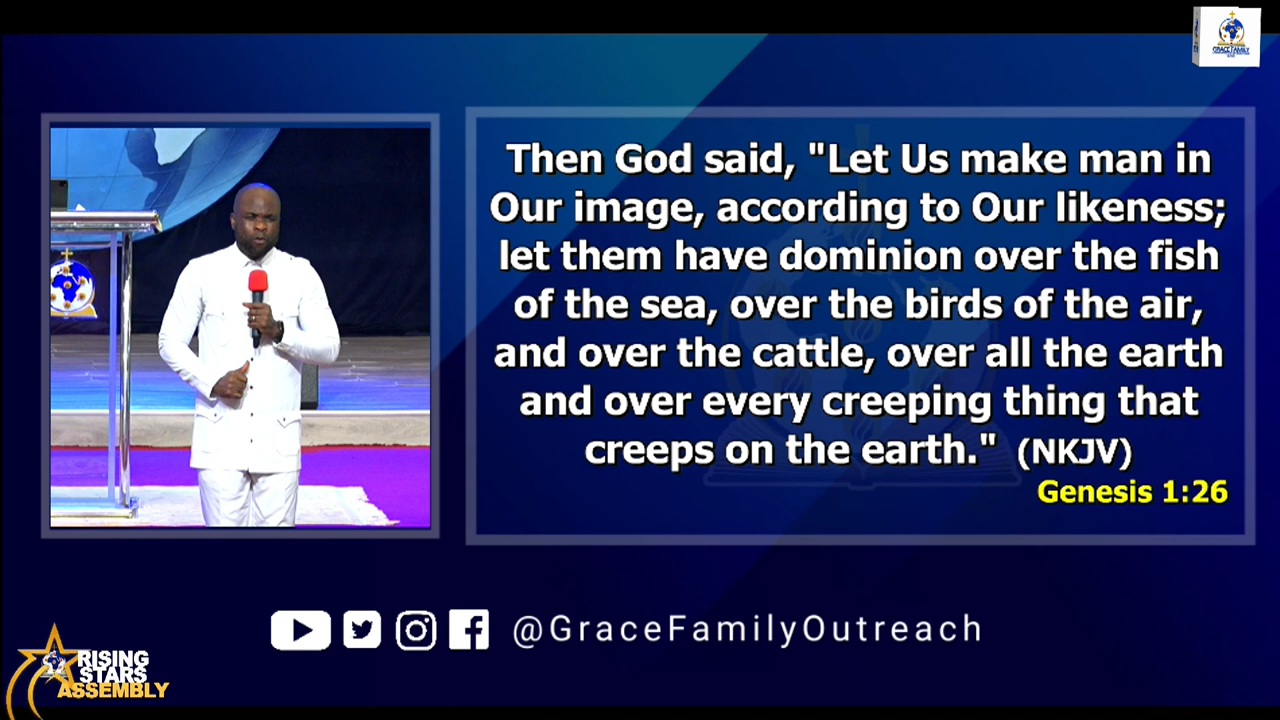 GRACE FAMILY
Then God said, "Let Us make man in
Our image, according to Our likeness;
let them have dominion over the fish
of the sea, over the birds of the air,
and over the cattle, over all the earth
and over every creeping thing that
creeps on the earth." (NKJV)
Genesis 1:26
@GraceFamilyOutreach
RISING
STARS
ASSEMBLY